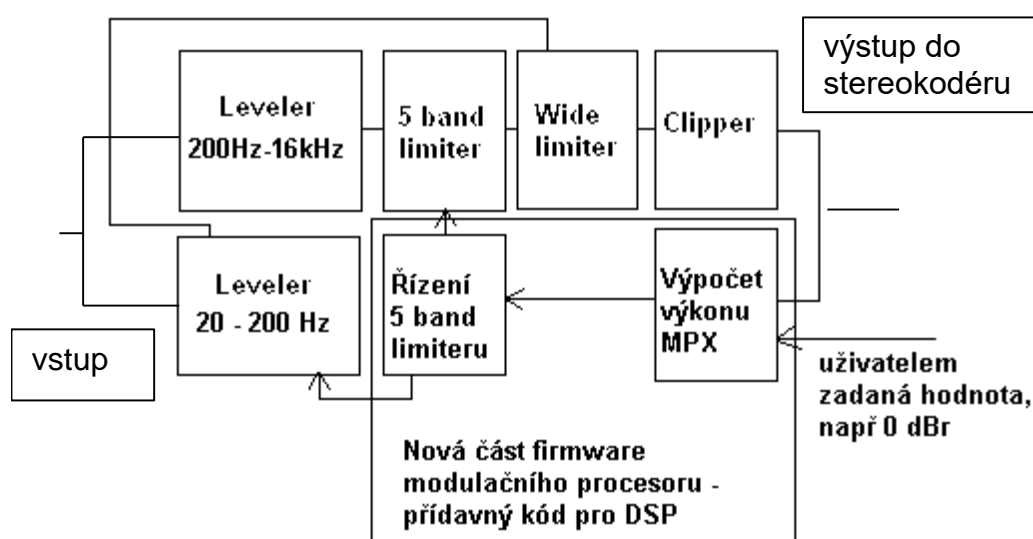 výstup do
stereokodéru
Leveler
200Hz-16kHz
5 band
limiter
Wide
limiter
Clipper
Leveler
20 - 200 Hz
Řízení
5 band
limiteru
Výpočet
výkonu
MPX
vstup
uživatelem
zadaná hodnota,
např 0 dBr
Nová část firmware
modulačního procesoru -
přídavný kód pro DSP